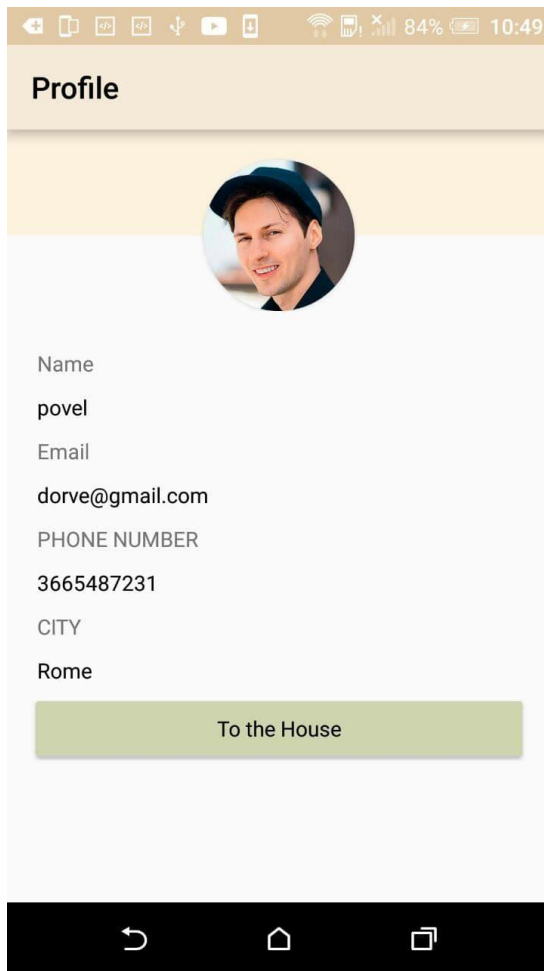 84% 10:49
Profile
Name
povel
Email
dorve@gmail.com
PHONE NUMBER
3665487231
CITY
Rome
To the House